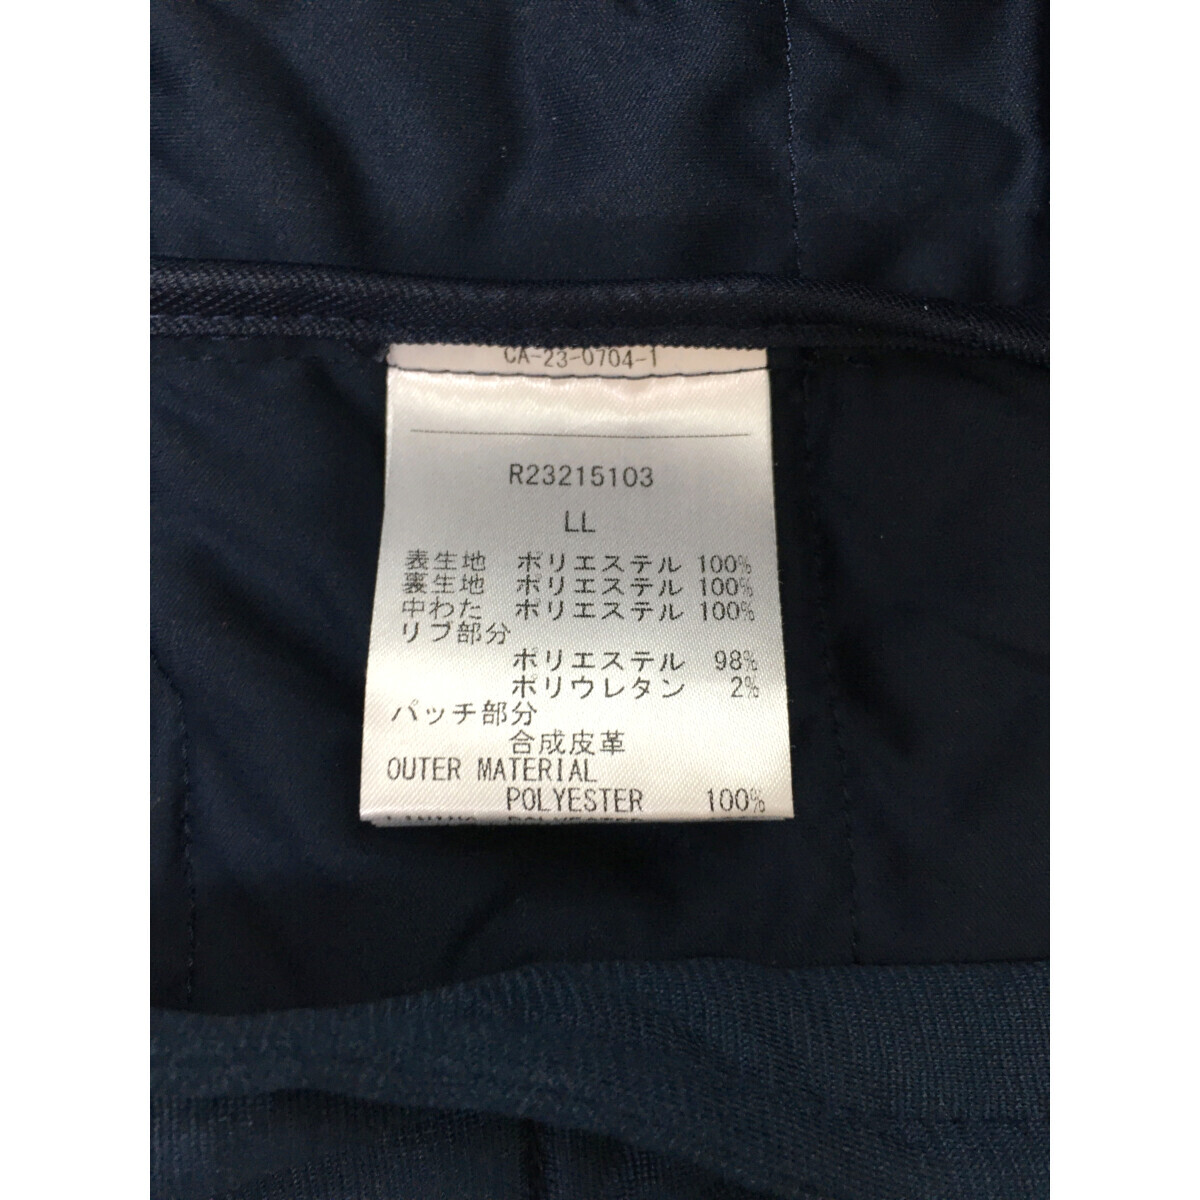 CA-23-0704-1
R23215103
LL
表生地 ポリエステル 100%
裏生地 ポリエステル 100%
中わた ポリエステル 100%
リブ部分
ポリエステル 98%
ポリウレタン 2%
パッチ部分
合成皮革
OUTER MATERIAL
POLYESTER 100%